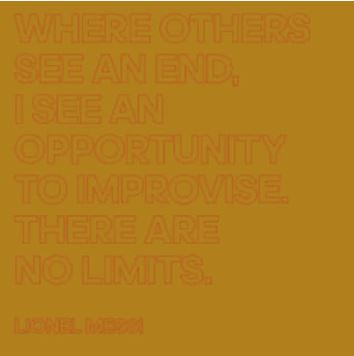 WHERE OTHERS
SEE AN END,
I SEE AN
OPPORTUNITY
TO IMPROVISE.
THERE ARE
NO LIMITS.
LIONEL MESSI